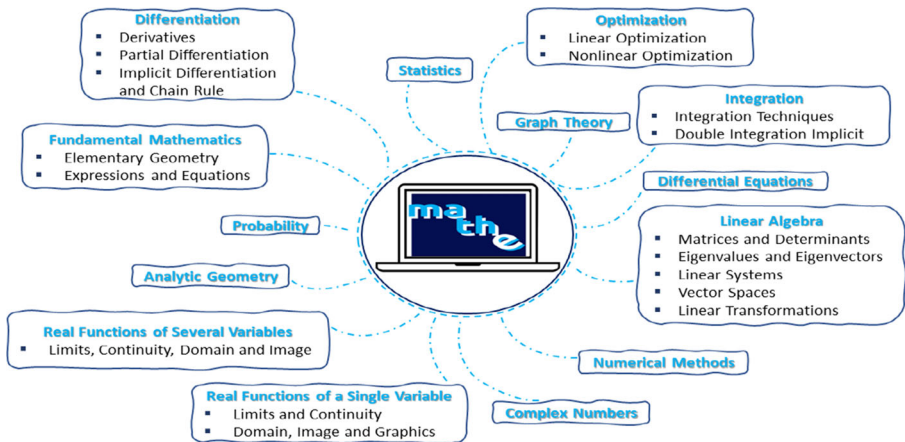 Differentiation
▪ Derivatives
▪ Partial Differentiation
▪ Implicit Differentiation
and Chain Rule
Statistics
Optimization
▪ Linear Optimization
▪ Nonlinear Optimization
Graph Theory
Integration
▪ Integration Techniques
▪ Double Integration Implicit
Fundamental Mathematics
▪ Elementary Geometry
▪ Expressions and Equations
Differential Equations
mathe
Probability
Linear Algebra
▪ Matrices and Determinants
▪ Eigenvalues and Eigenvectors
▪ Linear Systems
▪ Vector Spaces
▪ Linear Transformations
Analytic Geometry
Real Functions of Several Variables
▪ Limits, Continuity, Domain and Image
Numerical Methods
Real Functions of a Single Variable
▪ Limits and Continuity
▪ Domain, Image and Graphics
Complex Numbers